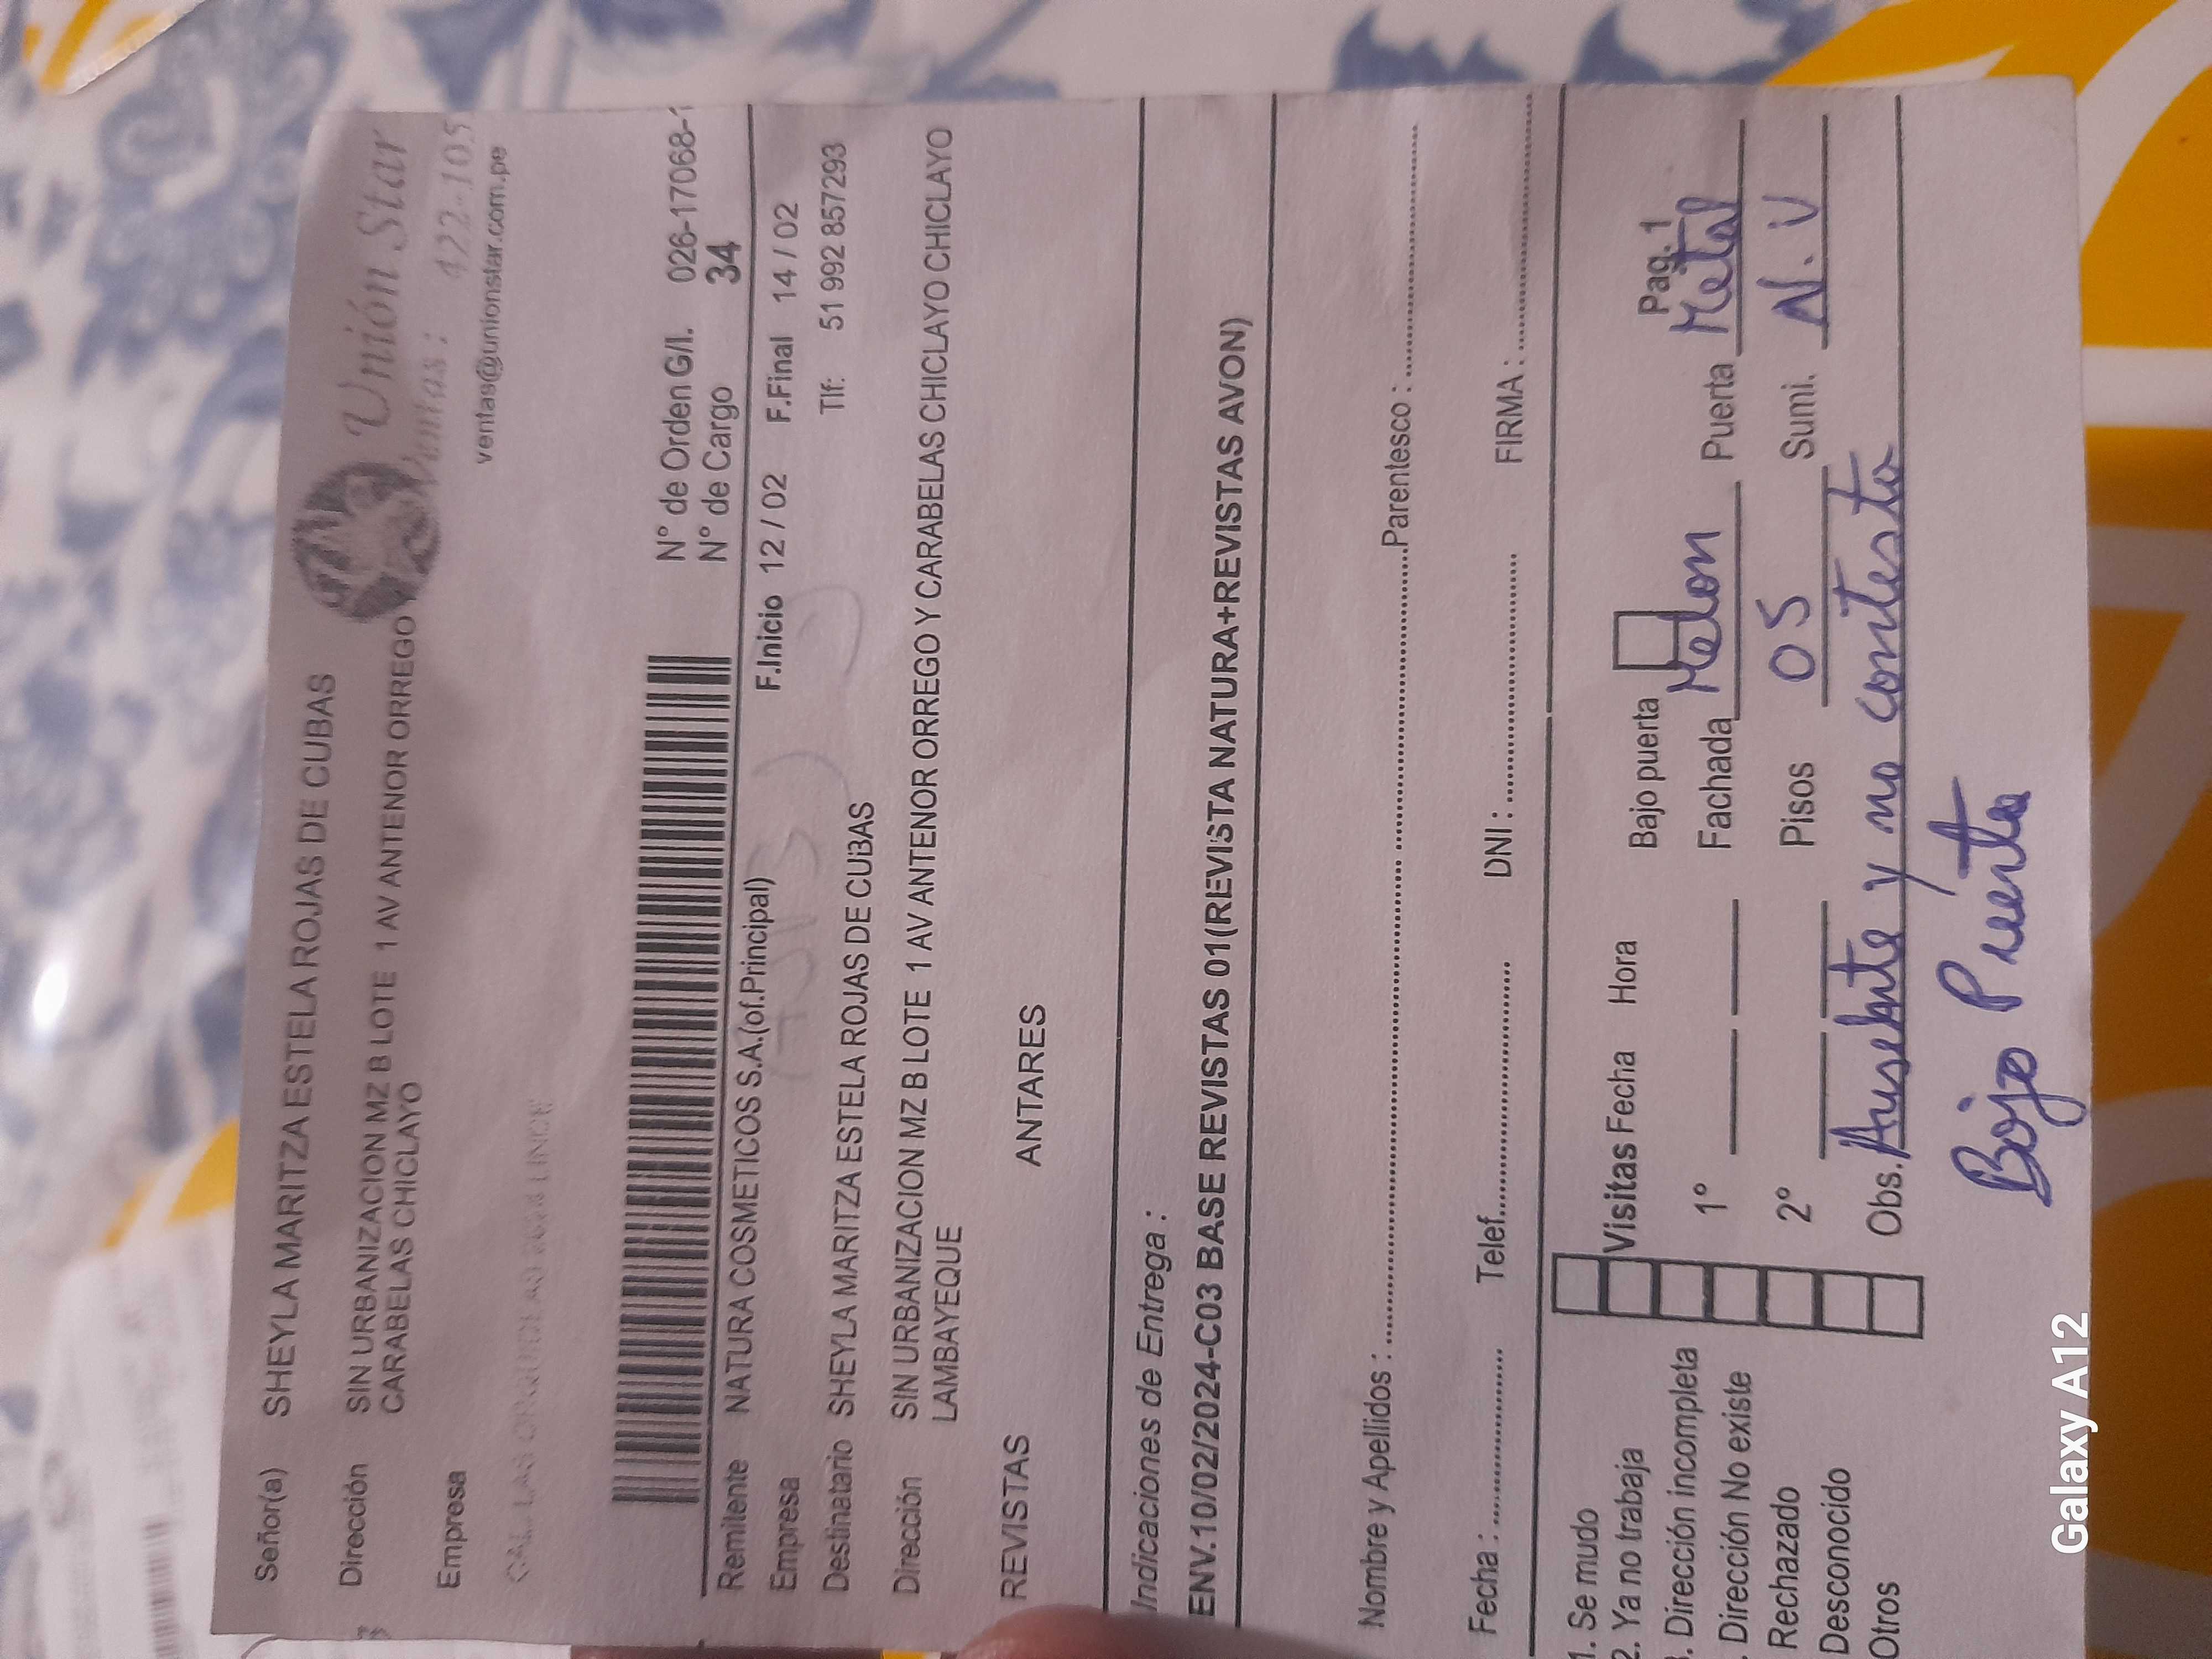 Señor(a) SHEYLA MARITZA ESTELA ROJAS DE CUBAS
Unión Star
Dirección SIN URBANIZACION MZ B LOTE 1 AV ANTENOR ORREGO Y
CARABELAS CHICLAYO
Ventas: 422-105
Empresa
ventas@unionstar.com.pe
N° de Orden G/I. 026-17068-1
N° de Cargo 34
Remitente NATURA COSMETICOS S.A.(of.Principal)
Empresa F.Inicio 12 / 02 F.Final 14 / 02
Destinatario SHEYLA MARITZA ESTELA ROJAS DE CUBAS Tlf: 51 992 857293
Dirección SIN URBANIZACION MZ B LOTE 1 AV ANTENOR ORREGO Y CARABELAS CHICLAYO CHICLAYO
LAMBAYEQUE
REVISTAS ANTARES
Indicaciones de Entrega :
ENV.10/02/2024-C03 BASE REVISTAS 01(REVISTA NATURA+REVISTAS AVON)
Nombre y Apellidos : Parentesco :
Fecha : Telef. DNI : FIRMA :
1. Se mudo
2. Ya no trabaja Visitas Fecha Hora Bajo puerta Pag. 1
. Dirección incompleta
. Dirección No existe 1° Fachada Melon Puerta Metal
Rechazado 2° Pisos 05 Sumi. N.V
Desconocido
Otros Obs. Ausente y no contesta
Bajo Puerta
Galaxy A12